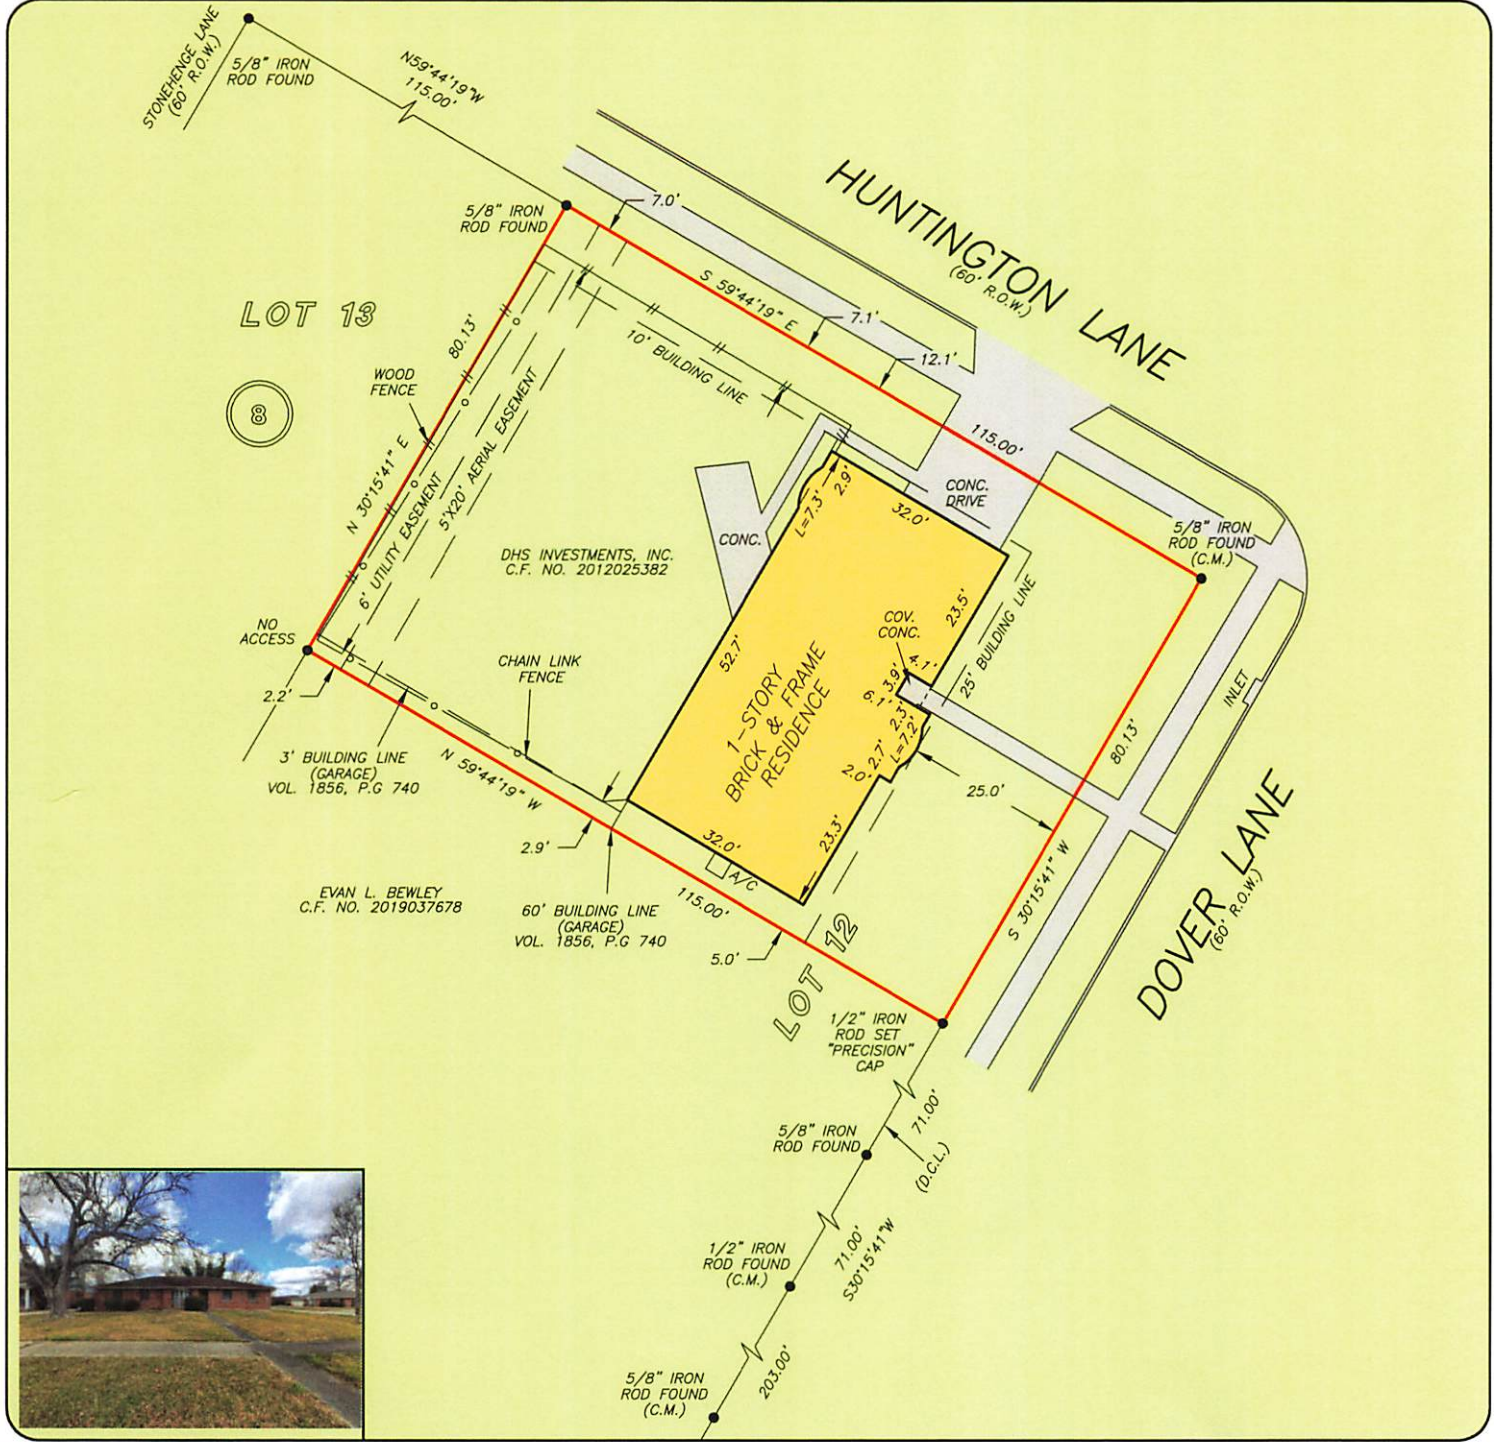 STONEHENGE LANE
(60' R.O.W.)
5/8" IRON
ROD FOUND
N59°44'19"W
115.00'
HUNTINGTON LANE
(60' R.O.W.)
5/8" IRON
ROD FOUND
7.0'
S 59°44'19" E
7.1'
12.1'
115.00'
LOT 13
8
80.13'
N 30°15'41" E
WOOD
FENCE
10' BUILDING LINE
6' UTILITY EASEMENT
5'X20' AERIAL EASEMENT
CONC.
DRIVE
CONC.
5/8" IRON
ROD FOUND
(C.M.)
DHS INVESTMENTS, INC.
C.F. NO. 2012025382
L=7.3'
2.9'
32.0'
23.5'
25' BUILDING LINE
COV.
CONC.
4.1'
3.9'
6.1'
2.3'
L=7.2'
2.7'
2.0'
23.3'
52.7'
32.0'
1-STORY
BRICK & FRAME
RESIDENCE
NO
ACCESS
2.2'
CHAIN LINK
FENCE
3' BUILDING LINE
(GARAGE)
VOL. 1856, P.G 740
N 59°44'19" W
2.9'
A/C
115.00'
25.0'
80.13'
S 30°15'41" W
INLET
DOVER LANE
(60' R.O.W.)
EVAN L. BEWLEY
C.F. NO. 2019037678
60' BUILDING LINE
(GARAGE)
VOL. 1856, P.G 740
5.0'
LOT 12
1/2" IRON
ROD SET
"PRECISION"
CAP
71.00'
(D.C.L.)
5/8" IRON
ROD FOUND
71.00'
S30°15'41"W
1/2" IRON
ROD FOUND
(C.M.)
203.00'
5/8" IRON
ROD FOUND
(C.M.)